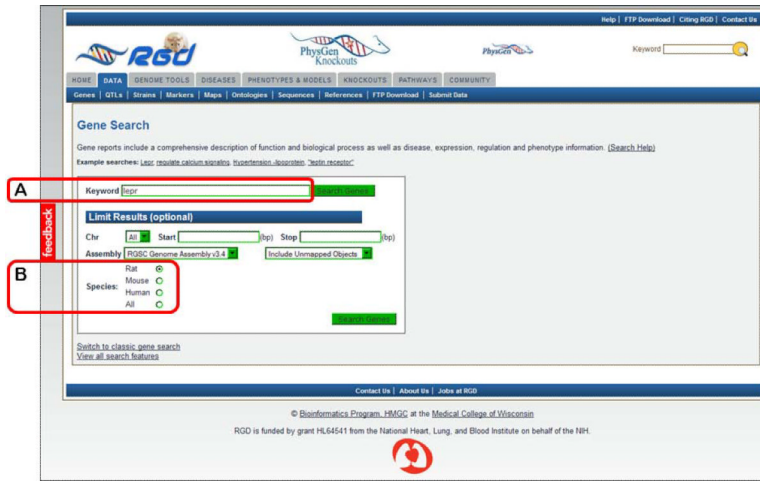 Help | FTP Download | Citing RGD | Contact Us
RGD
PhysGen Knockouts
PhysGen
Keyword
HOME DATA GENOME TOOLS DISEASES PHENOTYPES & MODELS KNOCKOUTS PATHWAYS COMMUNITY
Genes | QTLs | Strains | Markers | Maps | Ontologies | Sequences | References | FTP Download | Submit Data
Gene Search
Gene reports include a comprehensive description of function and biological process as well as disease, expression, regulation and phenotype information. (Search Help)
Example searches: Lepr, regulate calcium signaling, Hypertension -lipoprotein, "leptin receptor"
A
Keyword lepr Search Genes
feedback
Limit Results (optional)
Chr All Start (bp) Stop (bp)
Assembly RGSC Genome Assembly v3.4 Include Unmapped Objects
B
Species:
Rat
Mouse
Human
All
Search Genes
Switch to classic gene search
View all search features
Contact Us | About Us | Jobs at RGD
© Bioinformatics Program, HMGC at the Medical College of Wisconsin
RGD is funded by grant HL64541 from the National Heart, Lung, and Blood Institute on behalf of the NIH.